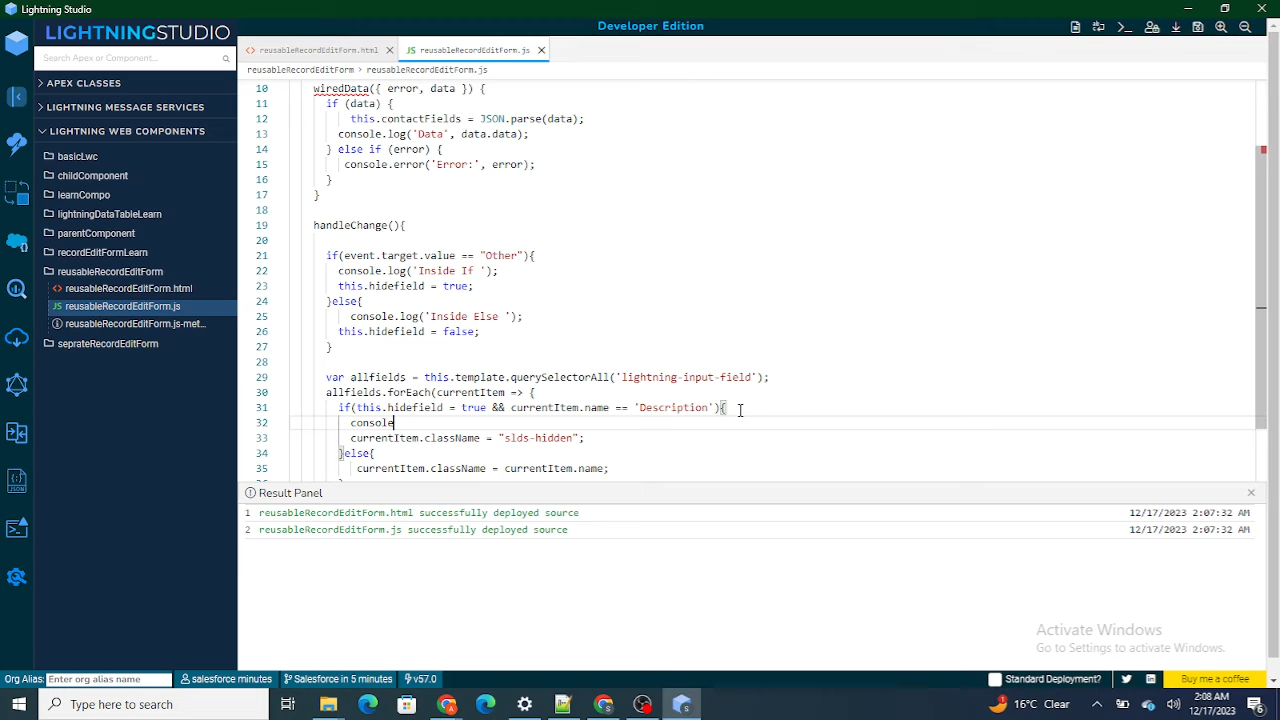 Lightning Studio
Developer Edition
LIGHTNINGSTUDIO
Search Apex or Component...
APEX CLASSES
LIGHTNING MESSAGE SERVICES
LIGHTNING WEB COMPONENTS
basicLwc
childComponent
learnCompo
lightningDataTableLearn
parentComponent
recordEditFormLearn
reusableRecordEditForm
reusableRecordEditForm.html
reusableRecordEditForm.js
reusableRecordEditForm.js-met...
seprateRecordForm
<> reusableRecordEditForm.html
JS reusableRecordEditForm.js
reusableRecordEditForm > reusableRecordEditForm.js
10 wiredData({ error, data }) {
11 if (data) {
12 this.contactFields = JSON.parse(data);
13 console.log('Data', data.data);
14 } else if (error) {
15 console.error('Error:', error);
16 }
17 }
18
19 handleChange(){
20
21 if(event.target.value == "Other"){
22 console.log('Inside If ');
23 this.hidefield = true;
24 }else{
25 console.log('Inside Else ');
26 this.hidefield = false;
27 }
28
29 var allfields = this.template.querySelectorAll('lightning-input-field');
30 allfields.forEach(currentItem => {
31 if(this.hidefield = true && currentItem.name == 'Description'){
32 console
33 currentItem.className = "slds-hidden";
34 }else{
35 currentItem.className = currentItem.name;
Result Panel
1 reusableRecordEditForm.html successfully deployed source 12/17/2023 2:07:32 AM
2 reusableRecordEditForm.js successfully deployed source 12/17/2023 2:07:32 AM
Activate Windows
Go to Settings to activate Windows.
Org Alias: Enter org alias name salesforce minutes Salesforce in 5 minutes v57.0 Standard Deployment? Buy me a coffee
Type here to search
16°C Clear
2:08 AM
12/17/2023
6